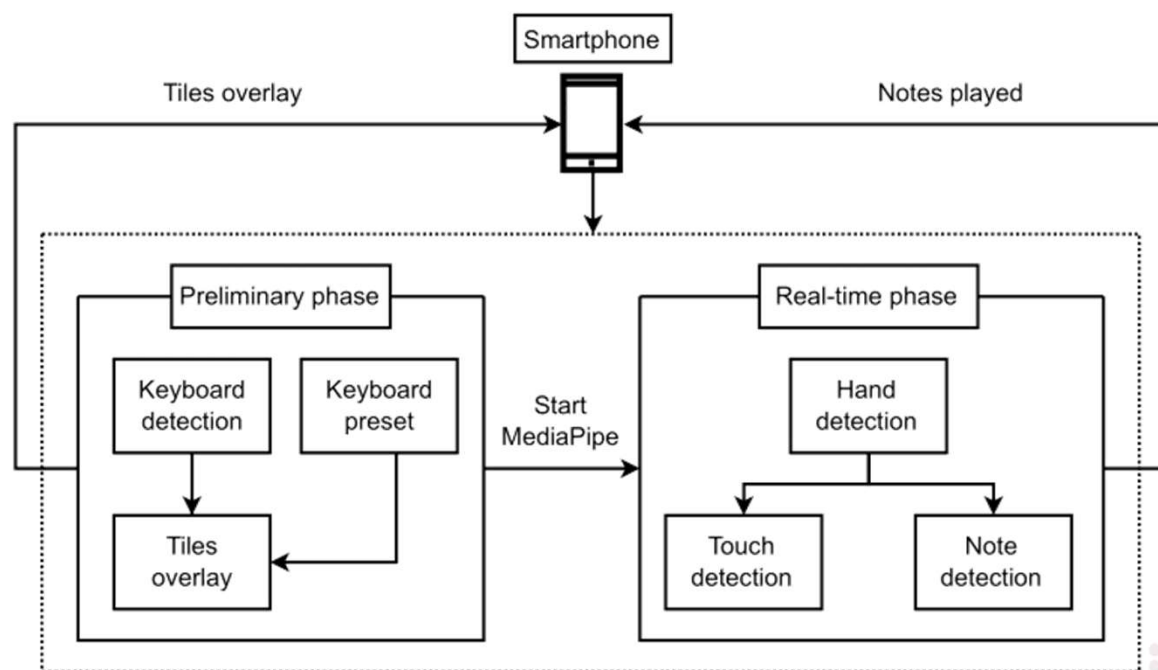 Smartphone
Tiles overlay
Notes played
Preliminary phase
Real-time phase
Keyboard
detection
Keyboard
preset
Start
MediaPipe
Hand
detection
Tiles
overlay
Touch
detection
Note
detection